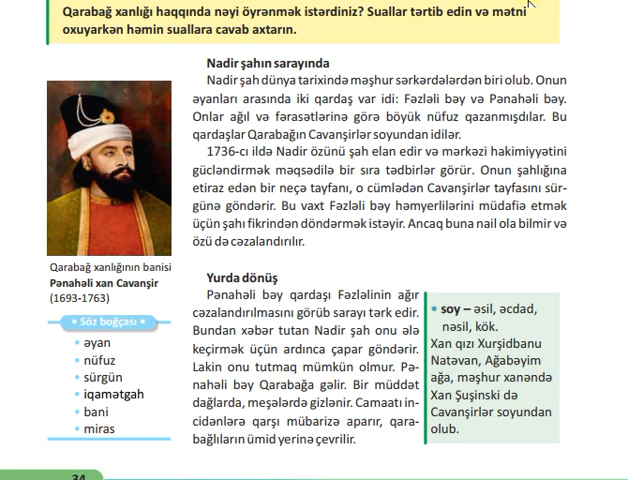 Qarabağ xanlığı haqqında nəyi öyrənmək istərdiniz? Suallar tərtib edin və mətni
oxuyarkən həmin suallara cavab axtarın.
Nadir şahın sarayında
Nadir şah dünya tarixində məşhur sərkərdələrdən biri olub. Onun
əyanları arasında iki qardaş var idi: Fəzləli bəy və Pənahəli bəy.
Onlar ağıl və fərasətlərinə görə böyük nüfuz qazanmışdılar. Bu
qardaşlar Qarabağın Cavanşirlər soyundan idilər.
1736-cı ildə Nadir özünü şah elan edir və mərkəzi hakimiyyətini
gücləndirmək məqsədilə bir sıra tədbirlər görür. Onun şahlığına
etiraz edən bir neçə tayfanı, o cümlədən Cavanşirlər tayfasını sür-
günə göndərir. Bu vaxt Fəzləli bəy həmyerlilərini müdafiə etmək
üçün şahı fikrindən döndərmək istəyir. Ancaq buna nail ola bilmir və
özü də cəzalandırılır.
Qarabağ xanlığının banisi
Pənahəli xan Cavanşir
(1693-1763)
• Söz boğçası •
• əyan
• nüfuz
• sürgün
• iqamətgah
• bani
• miras
Yurda dönüş
Pənahəli bəy qardaşı Fəzləlinin ağır
cəzalandırılmasını görüb sarayı tərk edir.
Bundan xəbər tutan Nadir şah onu ələ
keçirmək üçün ardınca çapar göndərir.
Lakin onu tutmaq mümkün olmur. Pə-
nahəli bəy Qarabağa gəlir. Bir müddət
dağlarda, meşələrdə gizlənir. Camaatı in-
cidənlərə qarşı mübarizə aparır, qara-
bağlıların ümid yerinə çevrilir.
• soy – əsil, əcdad,
nəsil, kök.
Xan qızı Xurşidbanu
Natəvan, Ağabəyim
ağa, məşhur xanəndə
Xan Şuşinski də
Cavanşirlər soyundan
olub.
34